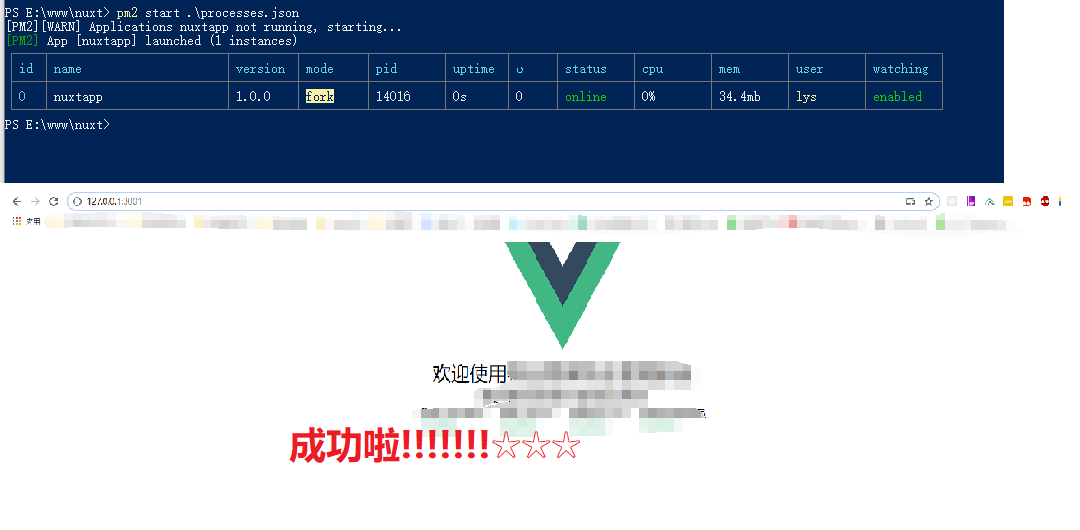 PS E:\www\nuxt> pm2 start .\processes.json
[PM2][WARN] Applications nuxtapp not running, starting...
[PM2] App [nuxtapp] launched (1 instances)
id name version mode pid uptime ↺ status cpu mem user watching
0 nuxtapp 1.0.0 fork 14016 0s 0 online 0% 34.4mb lys enabled
PS E:\www\nuxt>
127.0.0.1:3001
应用
欢迎使用
成功啦!!!!!!!☆☆☆